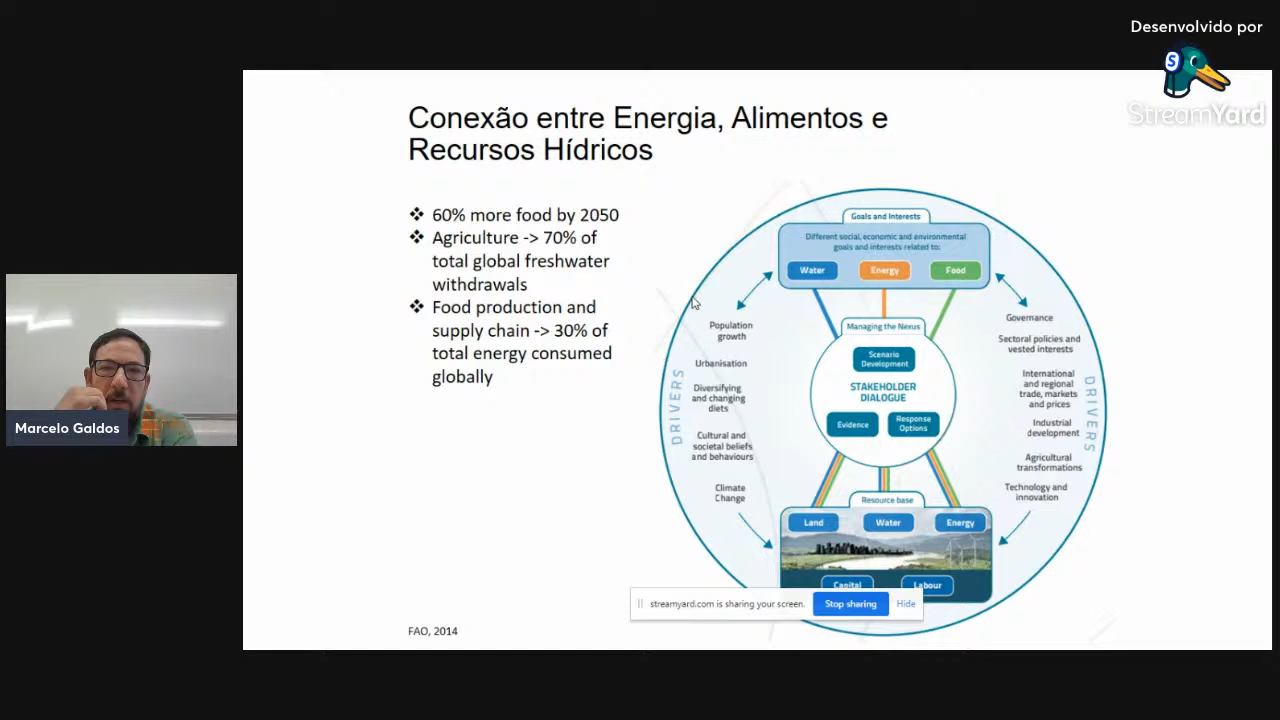 Desenvolvido por
StreamYard
Conexão entre Energia, Alimentos e
Recursos Hídricos
60% more food by 2050
Agriculture -> 70% of
total global freshwater
withdrawals
Food production and
supply chain -> 30% of
total energy consumed
globally
Goals and Interests
Different social, economic and environmental
goals and interests related to:
Water
Energy
Food
DRIVERS
Population
growth
Urbanisation
Diversifying
and changing
diets
Cultural and
societal beliefs
and behaviours
Climate
Change
Managing the Nexus
Scenario
Development
STAKEHOLDER
DIALOGUE
Evidence
Response
Options
Governance
Sectoral policies and
vested interests
International
and regional
trade, markets
and prices
Industrial
development
Agricultural
transformations
Technology and
innovation
DRIVERS
Resource base
Land
Water
Energy
Capital
Labour
streamyard.com is sharing your screen.
Stop sharing
Hide
FAO, 2014
Marcelo Galdos